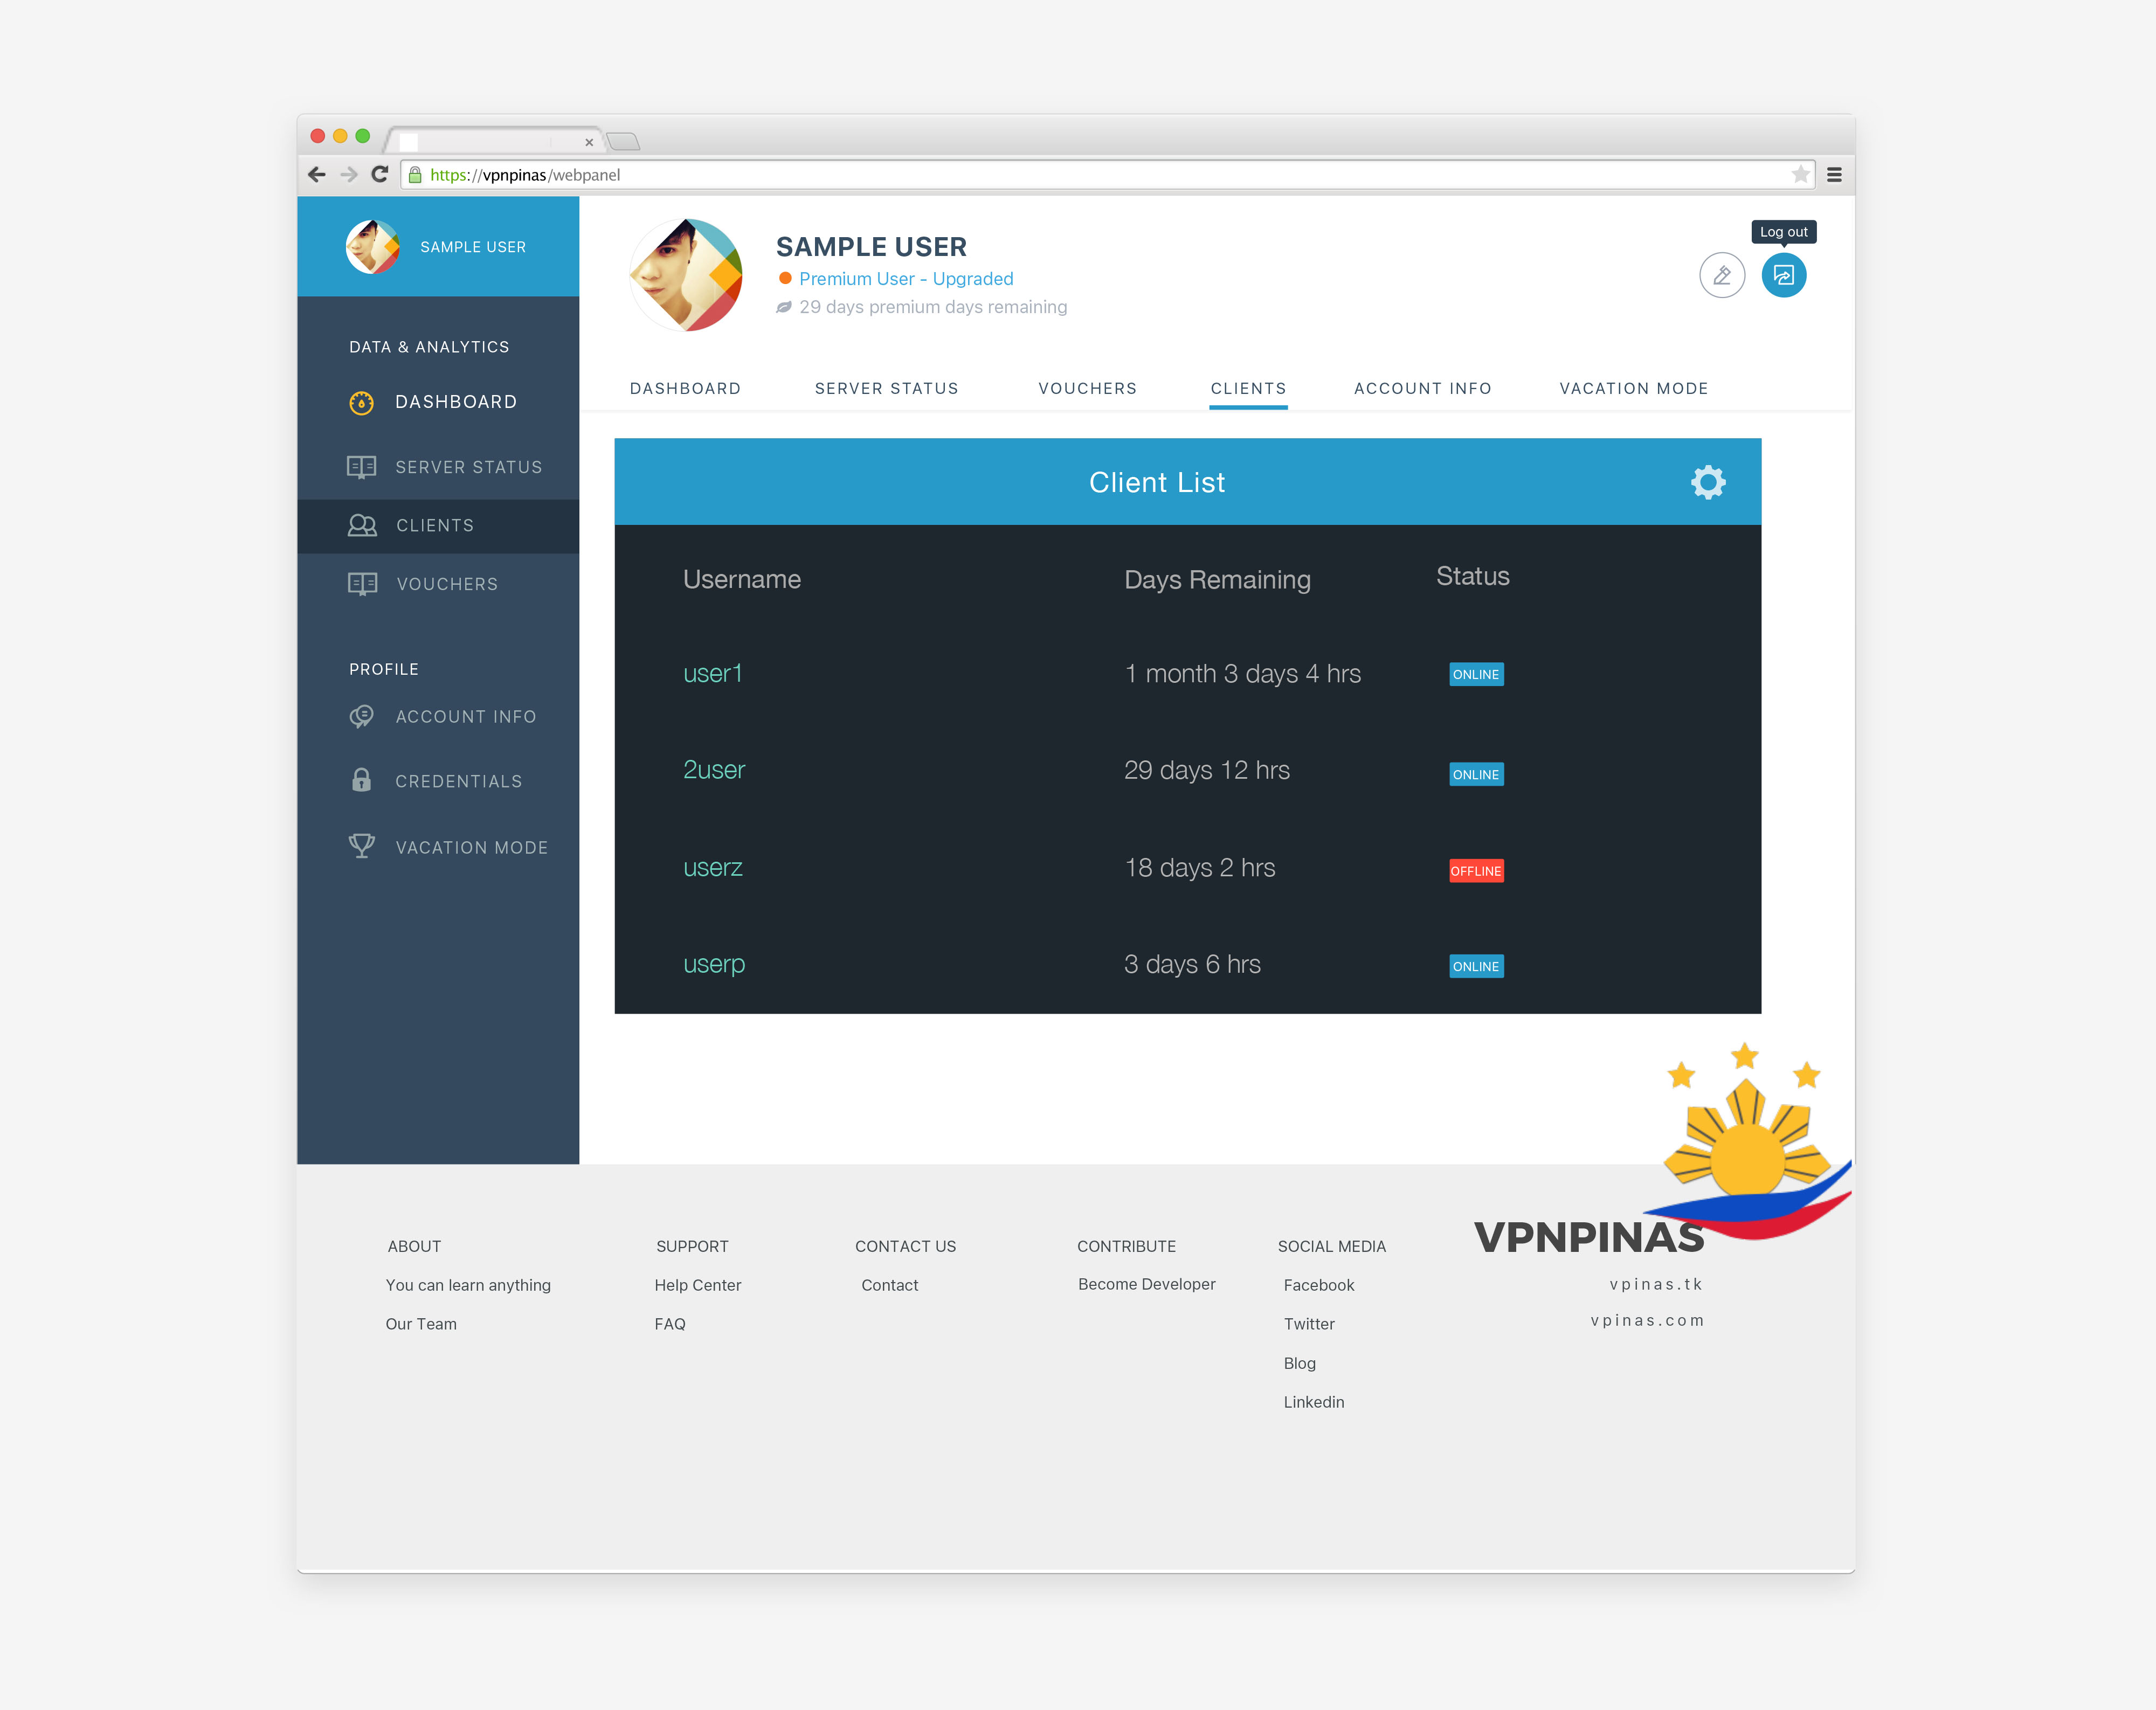 https://vpnpinas/webpanel
SAMPLE USER
DATA & ANALYTICS
DASHBOARD
SERVER STATUS
CLIENTS
VOUCHERS
PROFILE
ACCOUNT INFO
CREDENTIALS
VACATION MODE
SAMPLE USER
Premium User - Upgraded
29 days premium days remaining
Log out
DASHBOARD SERVER STATUS VOUCHERS CLIENTS ACCOUNT INFO VACATION MODE
Client List
Username Days Remaining Status
user1 1 month 3 days 4 hrs ONLINE
2user 29 days 12 hrs ONLINE
userz 18 days 2 hrs OFFLINE
userp 3 days 6 hrs ONLINE
ABOUT
You can learn anything
Our Team
SUPPORT
Help Center
FAQ
CONTACT US
Contact
CONTRIBUTE
Become Developer
SOCIAL MEDIA
Facebook
Twitter
Blog
Linkedin
VPNPINAS
vpinas.tk
vpinas.com